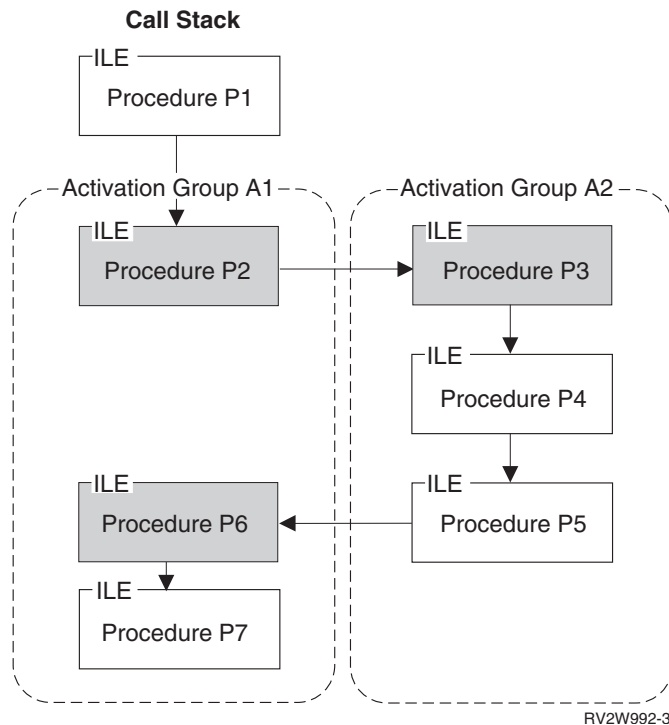 Call Stack
ILE
Procedure P1
Activation Group A1
Activation Group A2
ILE
Procedure P2
ILE
Procedure P3
ILE
Procedure P4
ILE
Procedure P6
ILE
Procedure P5
ILE
Procedure P7
RV2W992-3